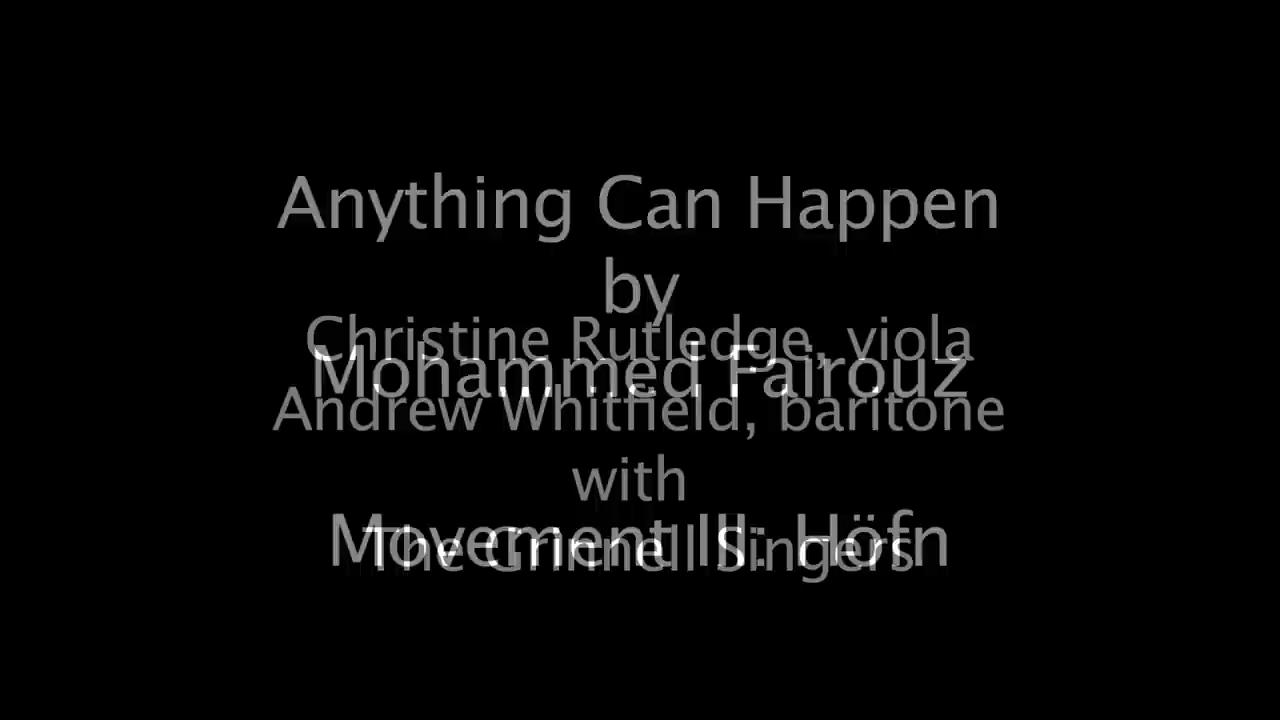 Anything Can Happen
by
Christine Rutledge, viola
Mohammed Fairouz
Andrew Whitfield, baritone
with
Movement III: Höfn
The Grinnell Singers